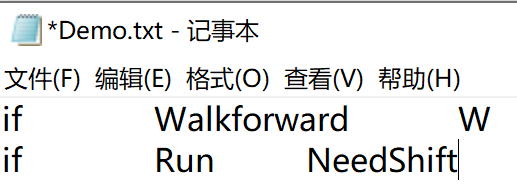 *Demo.txt - 记事本
文件(F) 编辑(E) 格式(O) 查看(V) 帮助(H)
if Walkforward W
if Run NeedShift